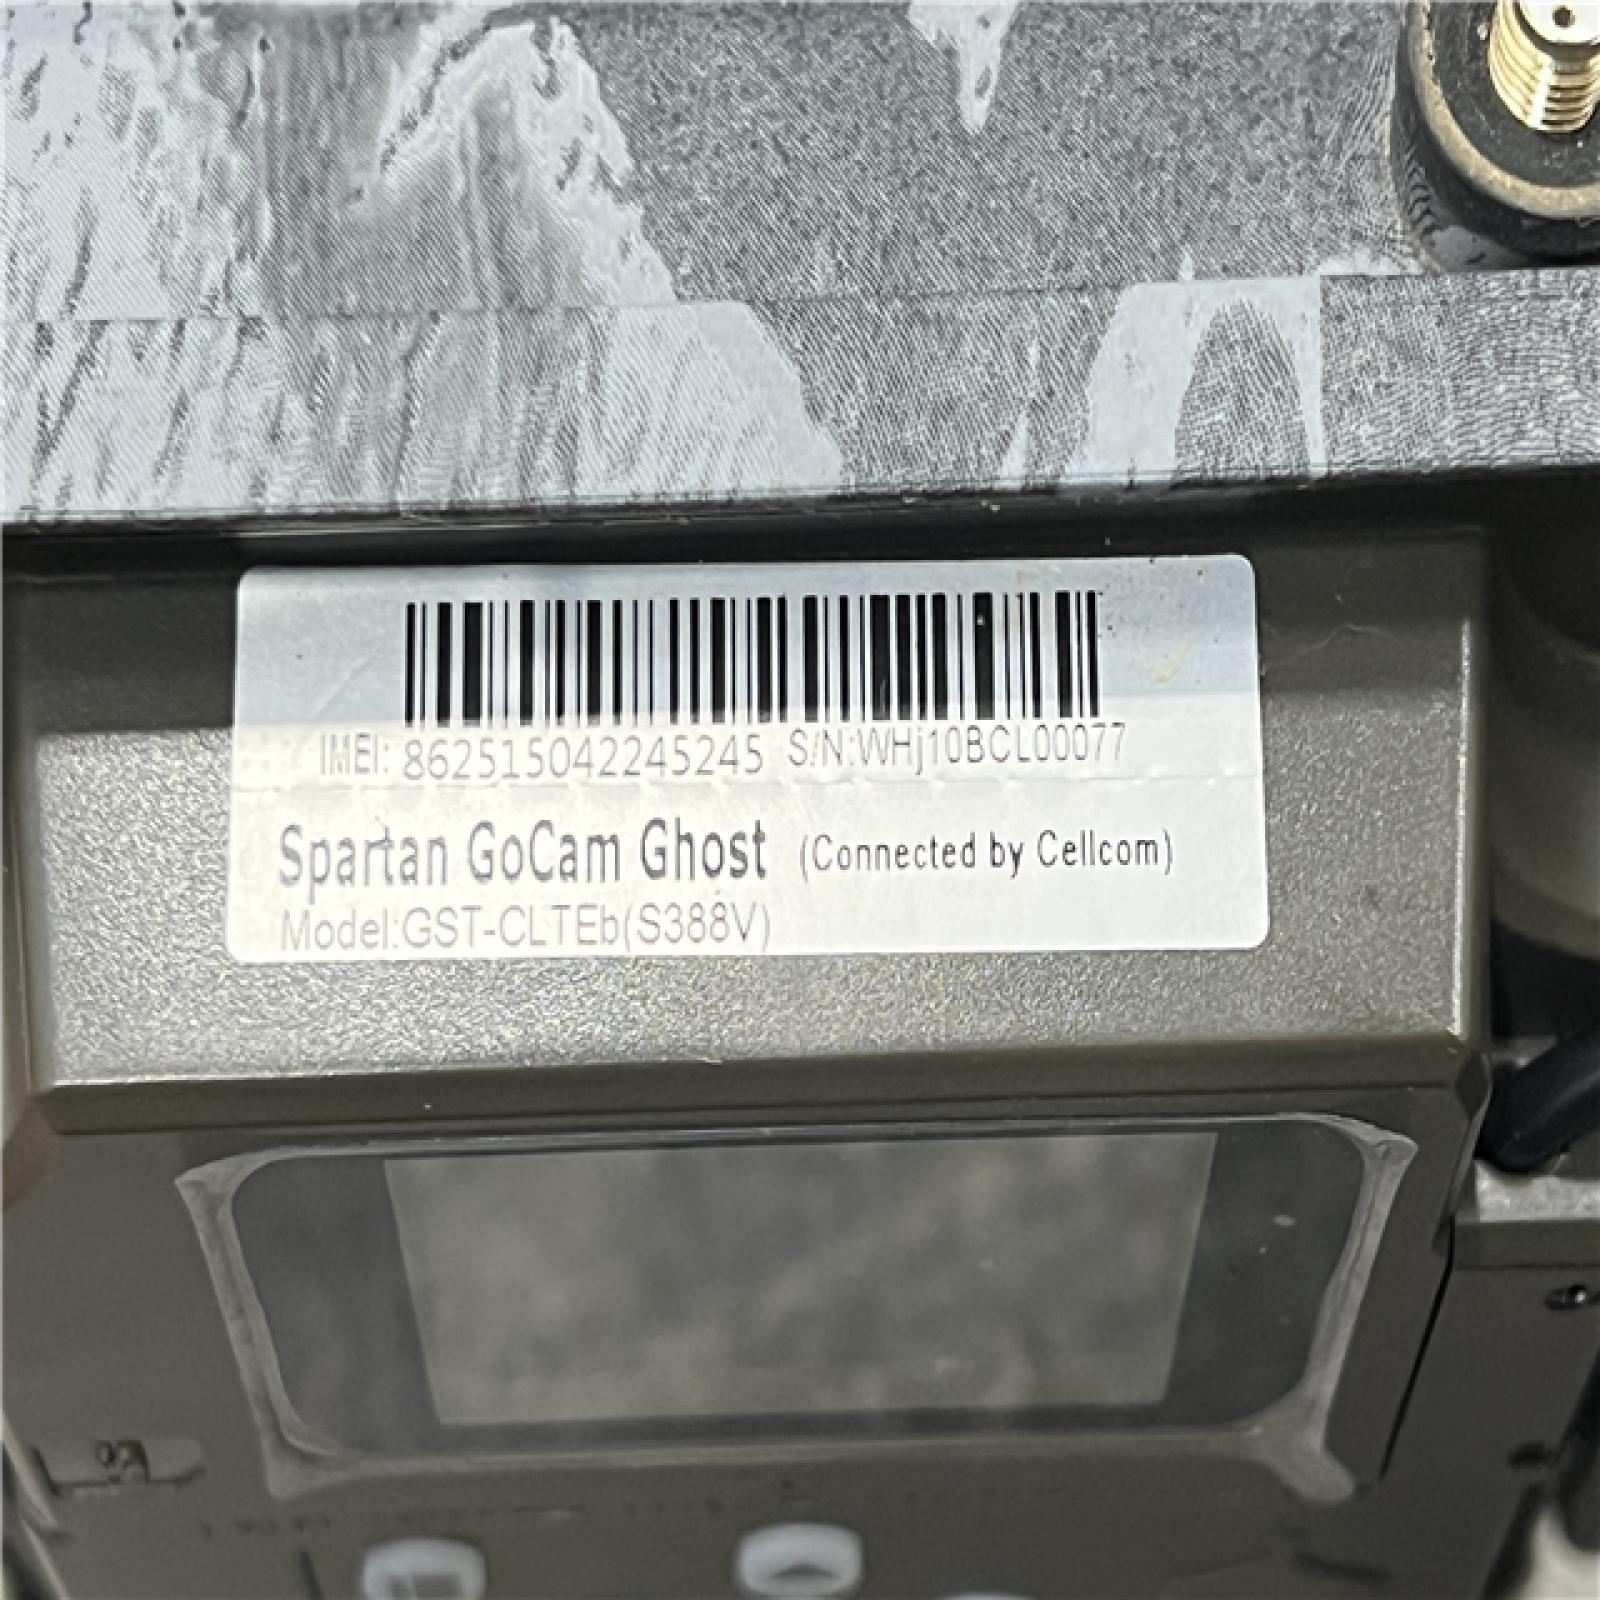 IMEI: 862515042245245 S/N:WHj10BCL00077
Spartan GoCam Ghost (Connected by Cellcom)
Model:GST-CLTEb(S388V)